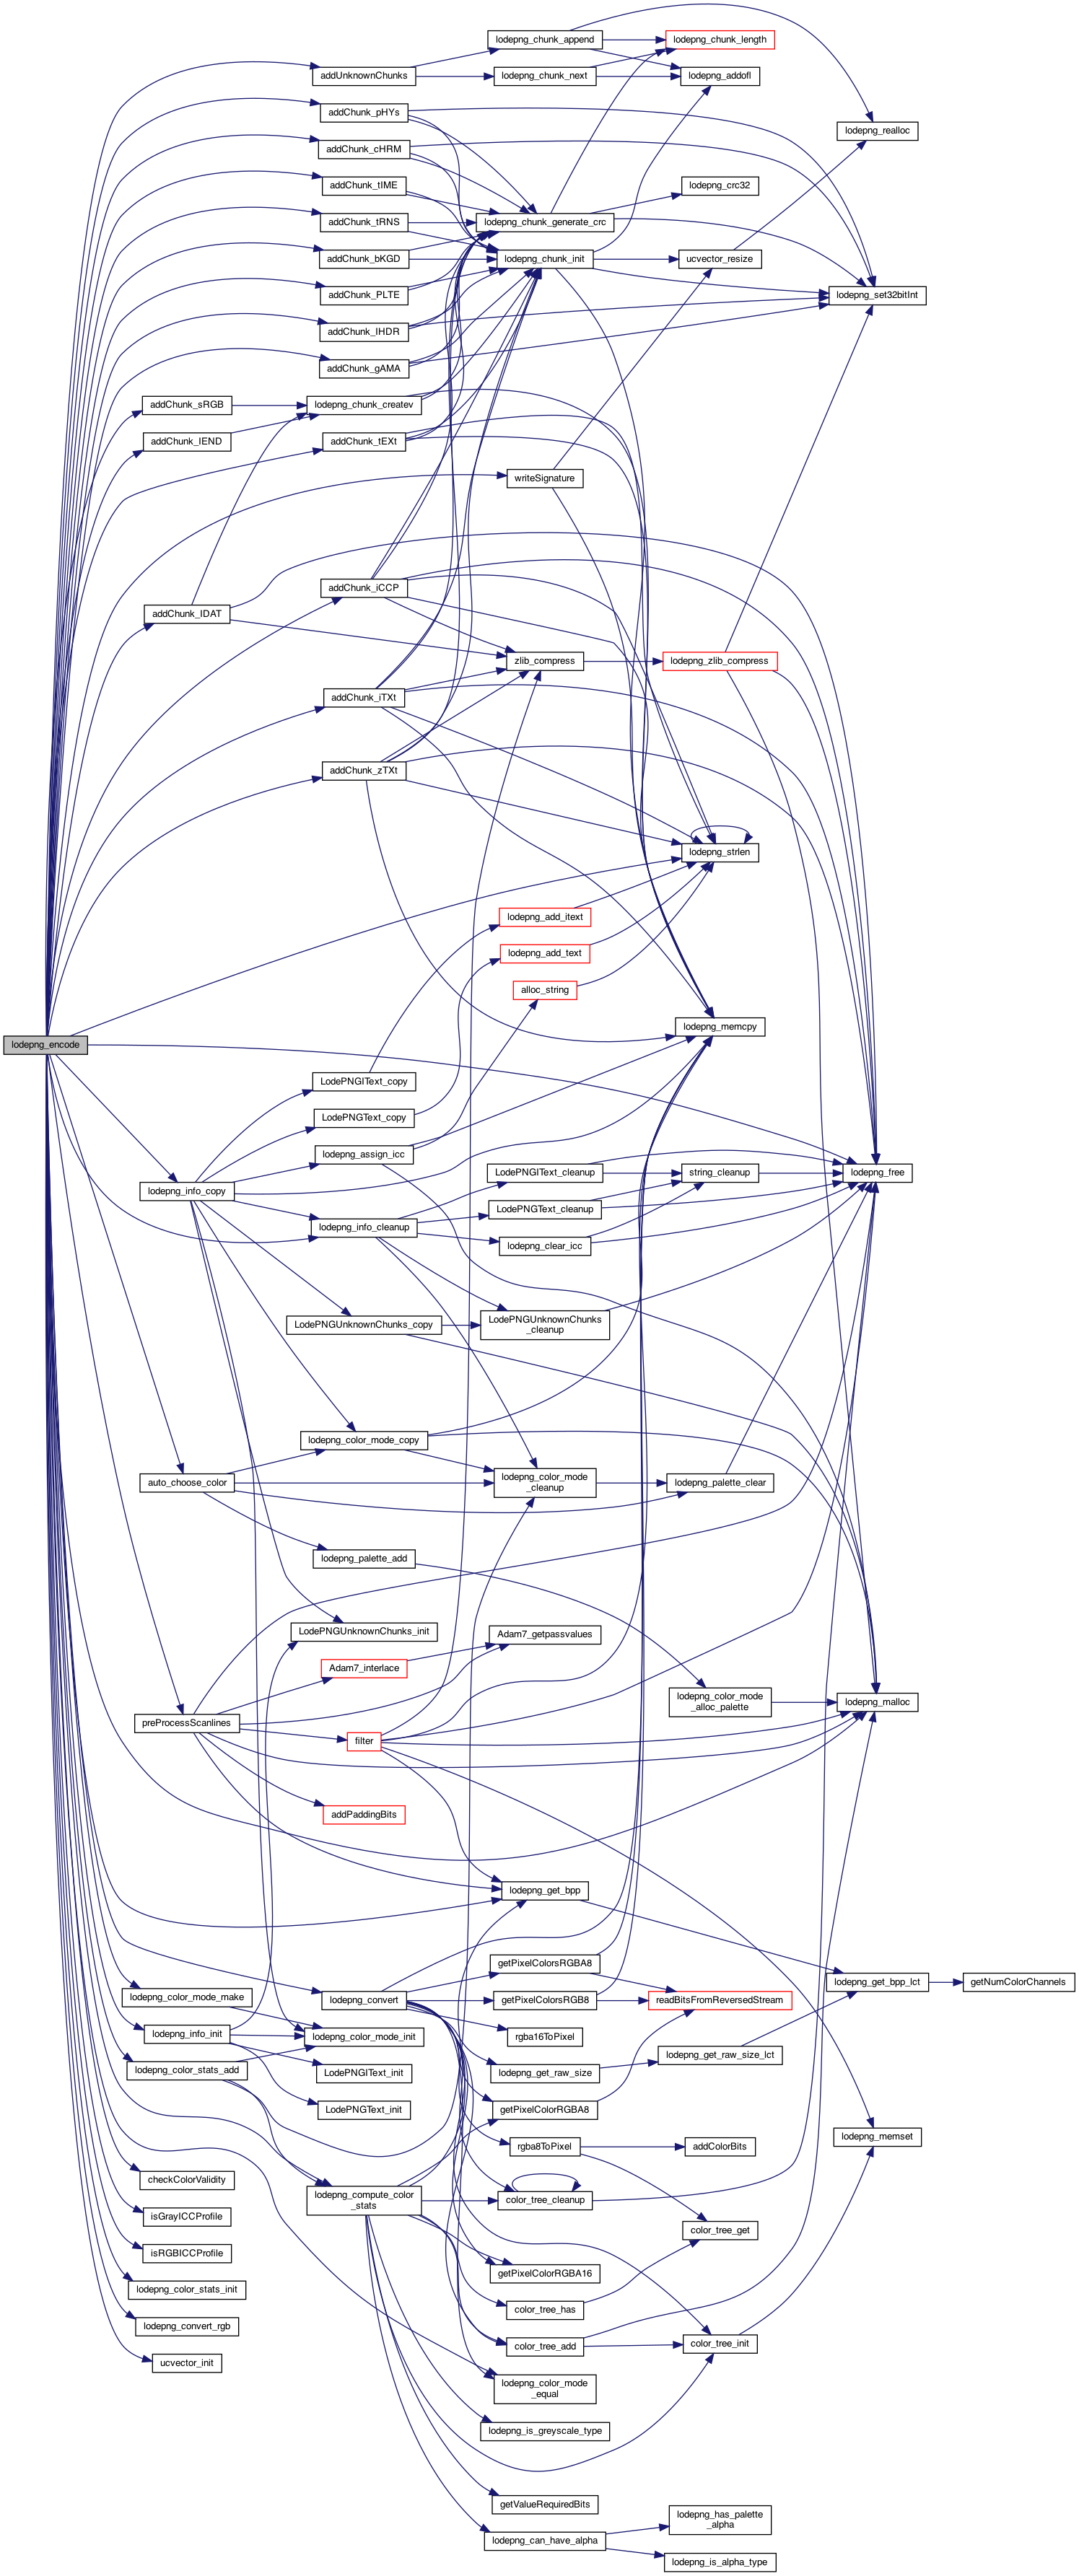 lodepng_chunk_append
lodepng_chunk_length
addUnknownChunks
lodepng_chunk_next
lodepng_addofl
addChunk_pHYs
lodepng_realloc
addChunk_cHRM
addChunk_tIME
lodepng_crc32
addChunk_tRNS
lodepng_chunk_generate_crc
addChunk_bKGD
lodepng_chunk_init
ucvector_resize
addChunk_PLTE
lodepng_set32bitInt
addChunk_IHDR
addChunk_gAMA
addChunk_sRGB
lodepng_chunk_createv
addChunk_IEND
addChunk_tEXt
writeSignature
addChunk_iCCP
addChunk_IDAT
zlib_compress
lodepng_zlib_compress
addChunk_iTXt
addChunk_zTXt
lodepng_strlen
lodepng_add_itext
lodepng_add_text
alloc_string
lodepng_memcpy
lodepng_encode
LodePNGIText_copy
LodePNGText_copy
lodepng_assign_icc
LodePNGIText_cleanup
string_cleanup
lodepng_free
lodepng_info_copy
LodePNGText_cleanup
lodepng_info_cleanup
lodepng_clear_icc
LodePNGUnknownChunks_copy
LodePNGUnknownChunks
_cleanup
lodepng_color_mode_copy
auto_choose_color
lodepng_color_mode
_cleanup
lodepng_palette_clear
lodepng_palette_add
LodePNGUnknownChunks_init
Adam7_getpassvalues
Adam7_interlace
lodepng_color_mode
_alloc_palette
lodepng_malloc
preProcessScanlines
filter
addPaddingBits
lodepng_get_bpp
getPixelColorsRGBA8
lodepng_get_bpp_lct
getNumColorChannels
lodepng_color_mode_make
lodepng_convert
getPixelColorsRGB8
readBitsFromReversedStream
lodepng_info_init
lodepng_color_mode_init
rgba16ToPixel
lodepng_get_raw_size_lct
lodepng_color_stats_add
LodePNGIText_init
lodepng_get_raw_size
LodePNGText_init
getPixelColorRGBA8
lodepng_memset
rgba8ToPixel
addColorBits
checkColorValidity
lodepng_compute_color
_stats
color_tree_cleanup
isGrayICCProfile
color_tree_get
isRGBICCProfile
getPixelColorRGBA16
lodepng_color_stats_init
color_tree_has
lodepng_convert_rgb
color_tree_add
color_tree_init
ucvector_init
lodepng_color_mode
_equal
lodepng_is_greyscale_type
getValueRequiredBits
lodepng_has_palette
_alpha
lodepng_can_have_alpha
lodepng_is_alpha_type